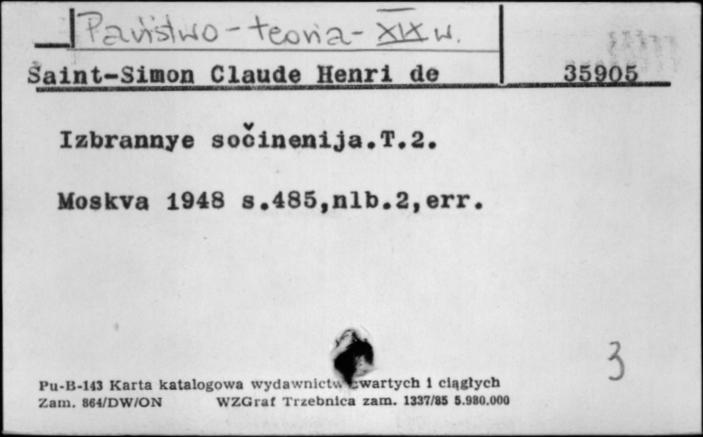 Państwo - teoria - XIX w.
Saint-Simon Claude Henri de 35905
Izbrannye sočinenija.T.2.
Moskva 1948 s.485,nlb.2,err.
3
Pu-B-143 Karta katalogowa wydawnictw zwartych i ciągłych
Zam. 864/DW/ON WZGraf Trzebnica zam. 1337/85 5.980.000